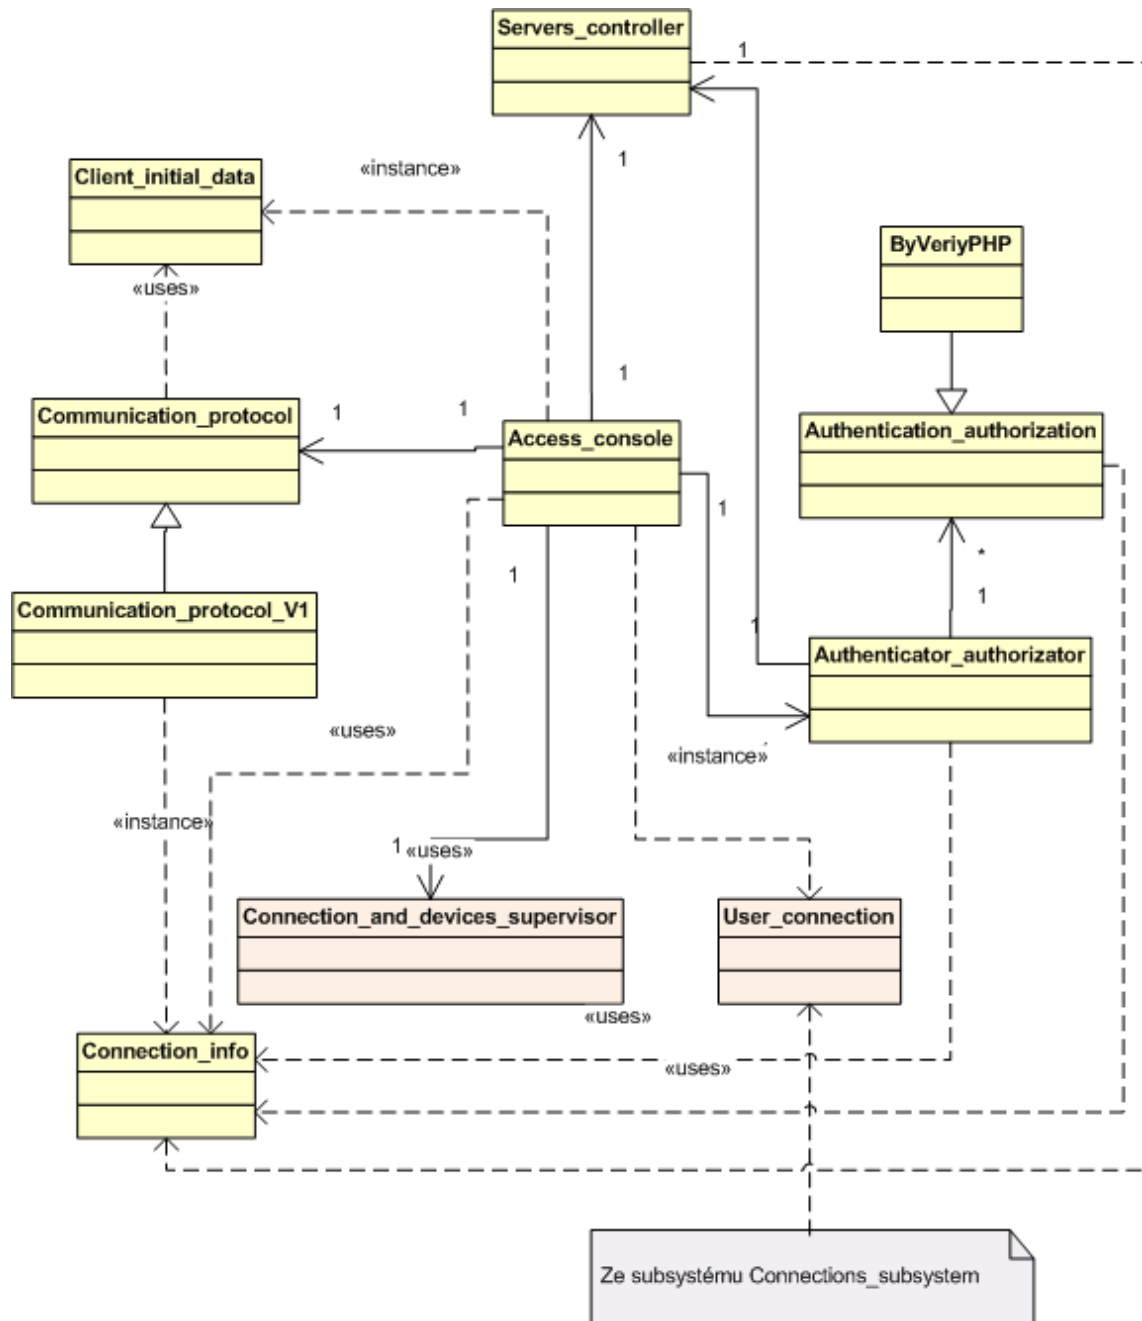 Servers_controller
1
1
Client_initial_data
«instance»
ByVeriyPHP
«uses»
Communication_protocol
1
1
1
Access_console
Authentication_authorization
1
*
1
1
Communication_protocol_V1
1
Authenticator_authorizator
«uses»
«instance»
«instance»
1
«uses»
Connection_and_devices_supervisor
User_connection
«uses»
Connection_info
«uses»
Ze subsystému Connections_subsystem